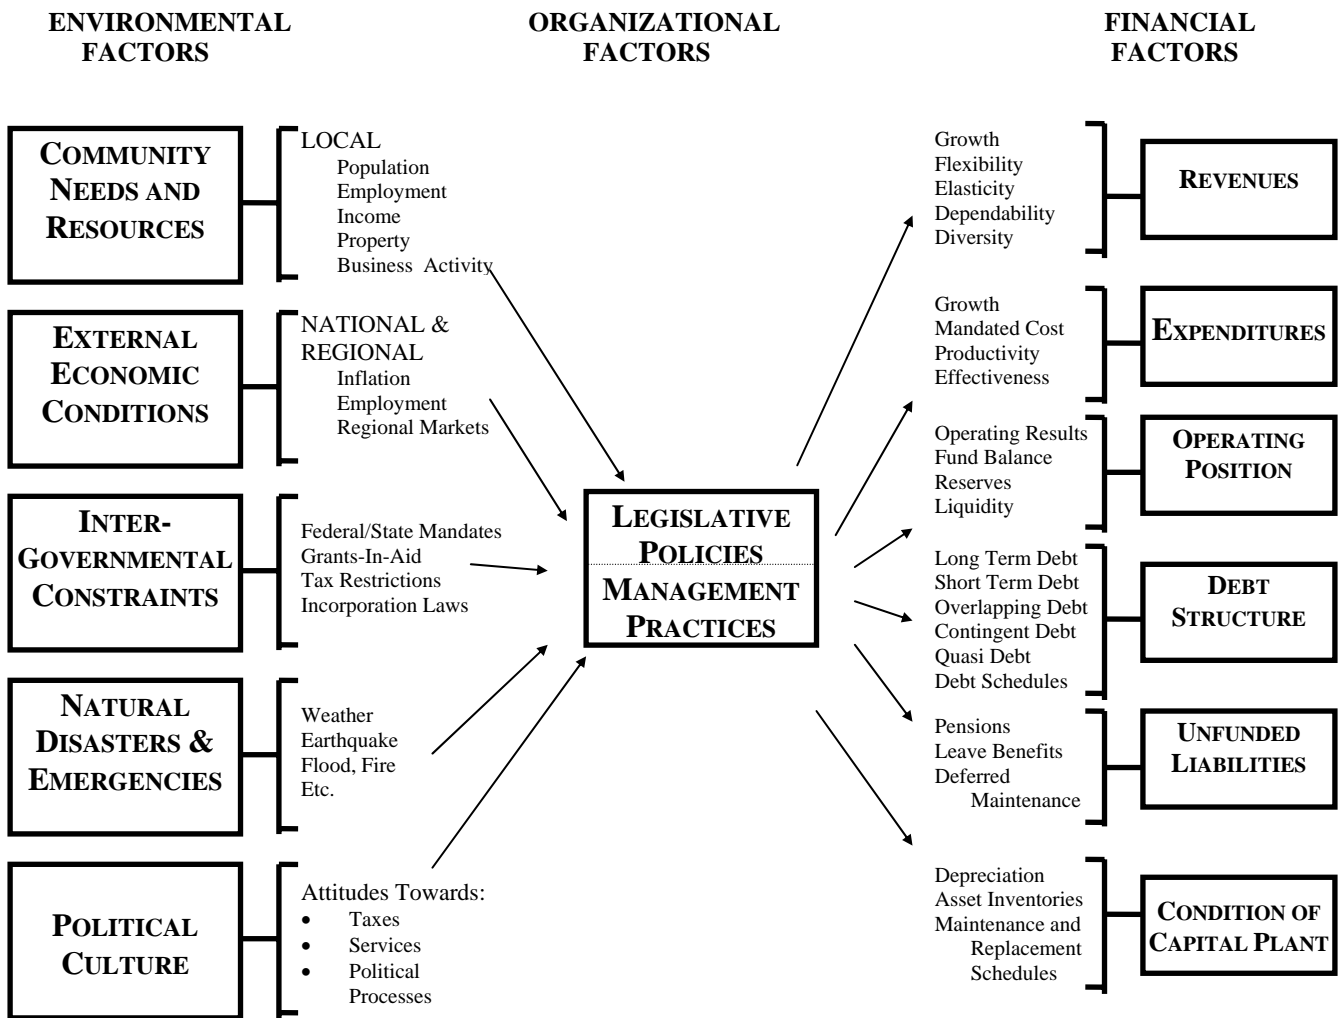 ENVIRONMENTAL
FACTORS
ORGANIZATIONAL
FACTORS
FINANCIAL
FACTORS
COMMUNITY
NEEDS AND
RESOURCES
LOCAL
Population
Employment
Income
Property
Business Activity
EXTERNAL
ECONOMIC
CONDITIONS
NATIONAL &
REGIONAL
Inflation
Employment
Regional Markets
INTER-
GOVERNMENTAL
CONSTRAINTS
Federal/State Mandates
Grants-In-Aid
Tax Restrictions
Incorporation Laws
NATURAL
DISASTERS &
EMERGENCIES
Weather
Earthquake
Flood, Fire
Etc.
POLITICAL
CULTURE
Attitudes Towards:
• Taxes
• Services
• Political
Processes
LEGISLATIVE
POLICIES
MANAGEMENT
PRACTICES
Growth
Flexibility
Elasticity
Dependability
Diversity
REVENUES
Growth
Mandated Cost
Productivity
Effectiveness
EXPENDITURES
Operating Results
Fund Balance
Reserves
Liquidity
OPERATING
POSITION
Long Term Debt
Short Term Debt
Overlapping Debt
Contingent Debt
Quasi Debt
Debt Schedules
DEBT
STRUCTURE
Pensions
Leave Benefits
Deferred
Maintenance
UNFUNDED
LIABILITIES
Depreciation
Asset Inventories
Maintenance and
Replacement
Schedules
CONDITION OF
CAPITAL PLANT